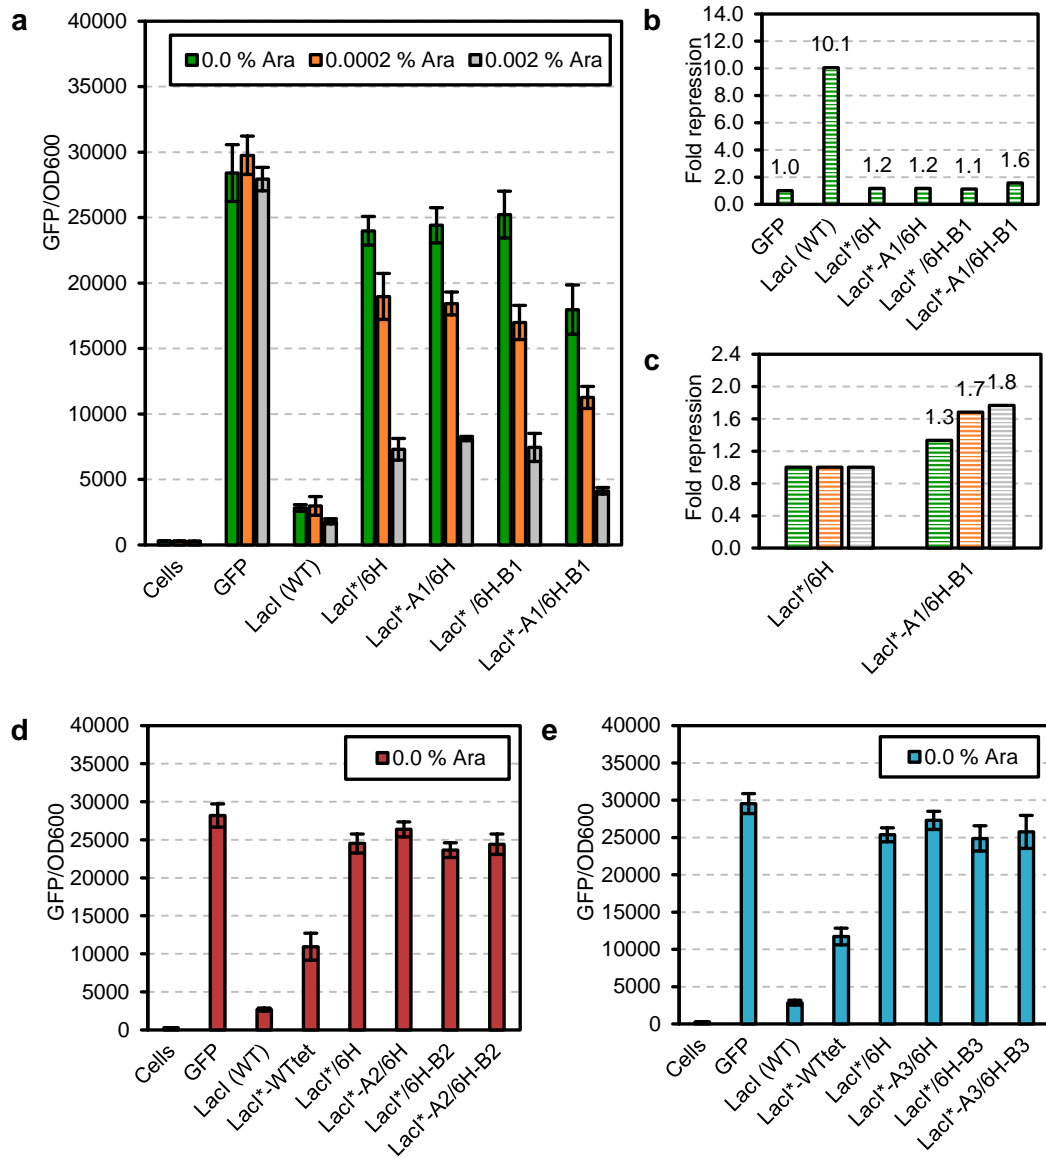 a
GFP/OD600
40000
35000
30000
25000
20000
15000
10000
5000
0
0.0 % Ara
0.0002 % Ara
0.002 % Ara
Cells
GFP
LacI (WT)
LacI*/6H
LacI*-A1/6H
LacI* /6H-B1
LacI*-A1/6H-B1
b
Fold repression
14.0
12.0
10.0
8.0
6.0
4.0
2.0
0.0
1.0
10.1
1.2
1.2
1.1
1.6
GFP
LacI (WT)
LacI*/6H
LacI*-A1/6H
LacI* /6H-B1
LacI*-A1/6H-B1
c
Fold repression
2.4
2.0
1.6
1.2
0.8
0.4
0.0
1.3
1.7
1.8
LacI*/6H
LacI*-A1/6H-B1
d
GFP/OD600
40000
35000
30000
25000
20000
15000
10000
5000
0
0.0 % Ara
Cells
GFP
LacI (WT)
LacI*-WTtet
LacI*/6H
LacI*-A2/6H
LacI*/6H-B2
LacI*-A2/6H-B2
e
GFP/OD600
40000
35000
30000
25000
20000
15000
10000
5000
0
0.0 % Ara
Cells
GFP
LacI (WT)
LacI*-WTtet
LacI*/6H
LacI*-A3/6H
LacI*/6H-B3
LacI*-A3/6H-B3